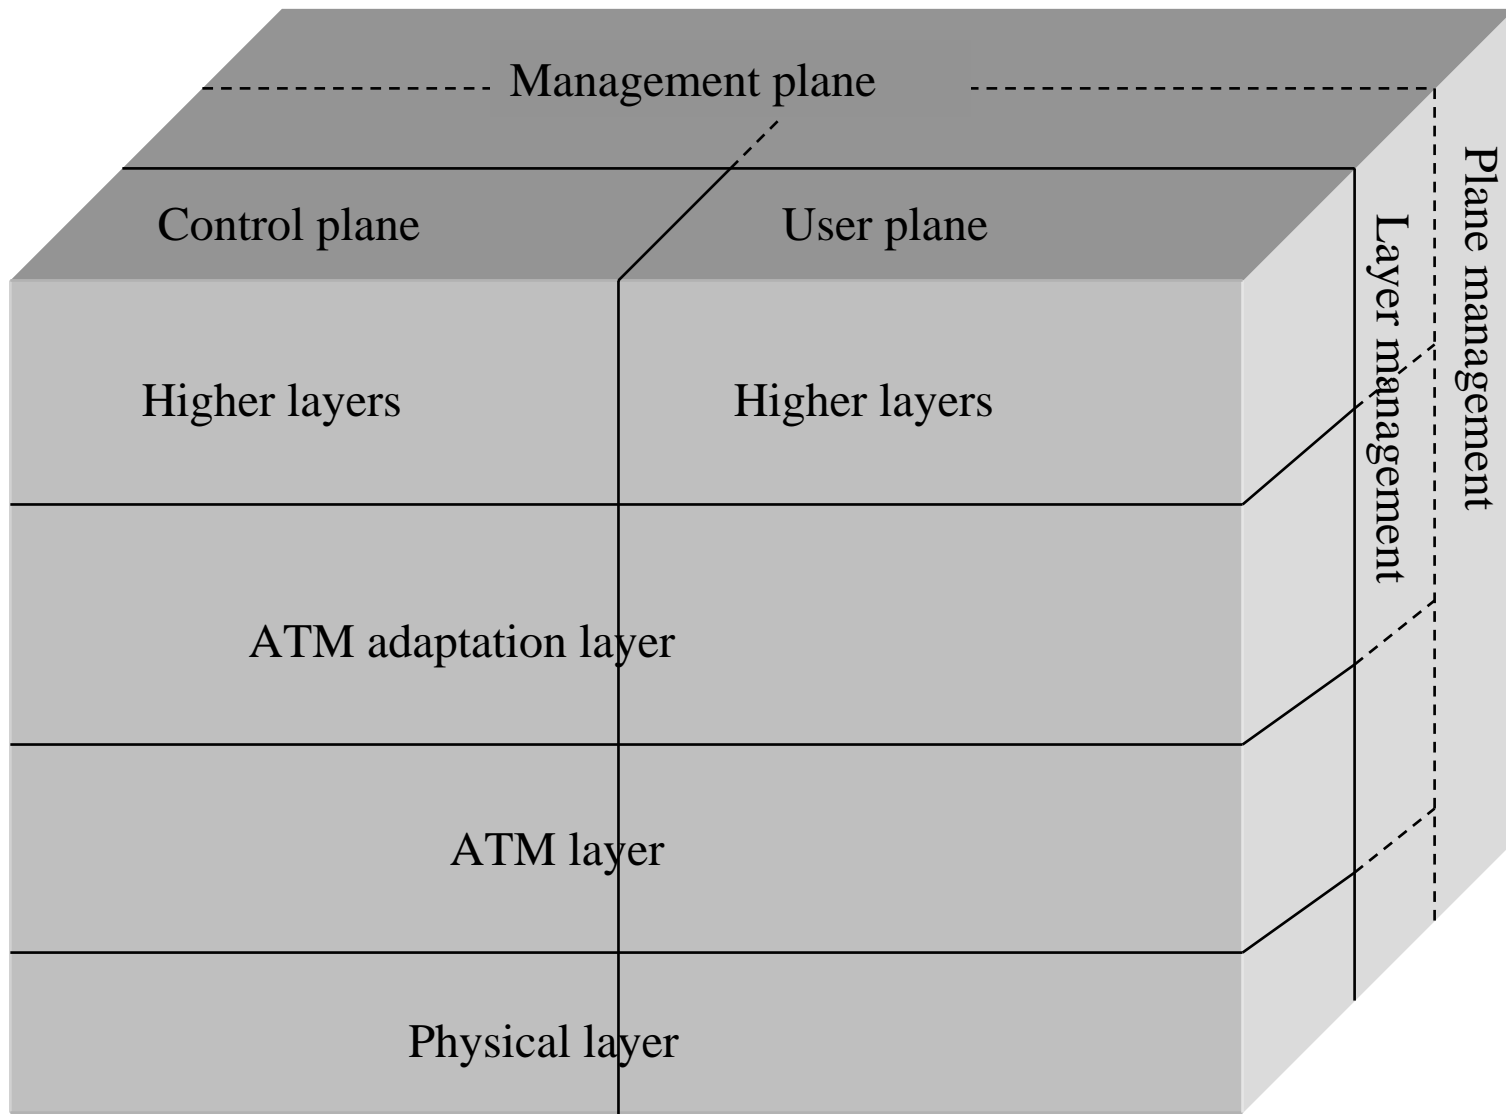 Management plane
Control plane
User plane
Higher layers
Higher layers
ATM adaptation layer
ATM layer
Physical layer
Layer management
Plane management